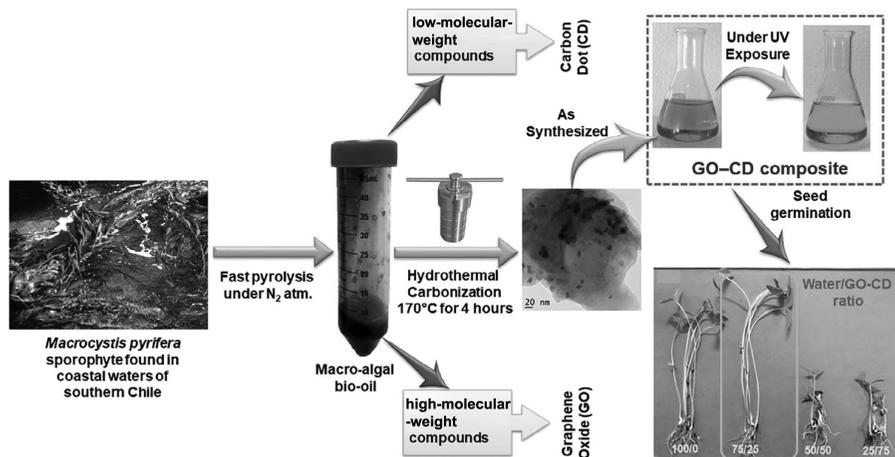 low-molecular-
weight
compounds
Carbon
Dot (CD)
Under UV
Exposure
As
Synthesized
GO–CD composite
Seed
germination
Fast pyrolysis
under N₂ atm.
Hydrothermal
Carbonization
170°C for 4 hours
20 nm
Macrocystis pyrifera
sporophyte found in
coastal waters of
southern Chile
Macro-algal
bio-oil
high-molecular
-weight
compounds
Graphene
Oxide (GO)
Water/GO-CD
ratio
100/0
75/25
50/50
25/75